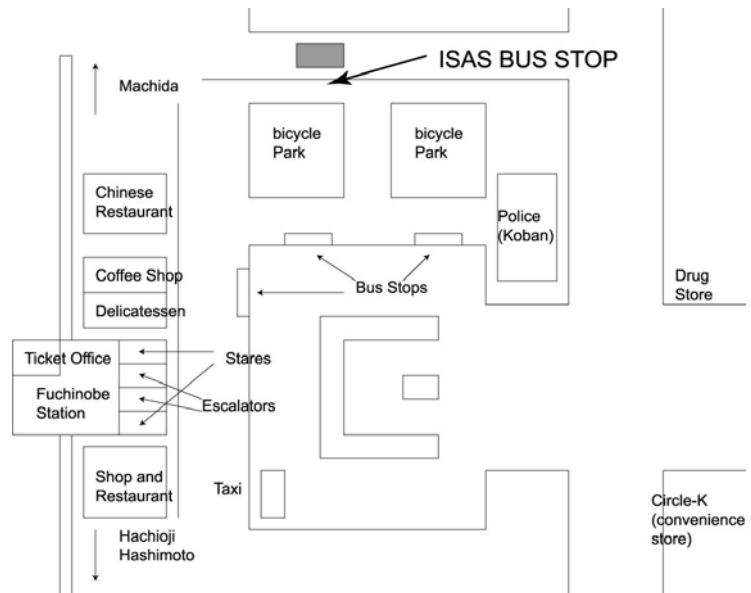 ISAS BUS STOP
Machida
bicycle
Park
bicycle
Park
Chinese
Restaurant
Police
(Koban)
Coffee Shop
Delicatessen
Bus Stops
Drug
Store
Ticket Office
Stares
Fuchinobe
Station
Escalators
Shop and
Restaurant
Taxi
Circle-K
(convenience
store)
Hachioji
Hashimoto